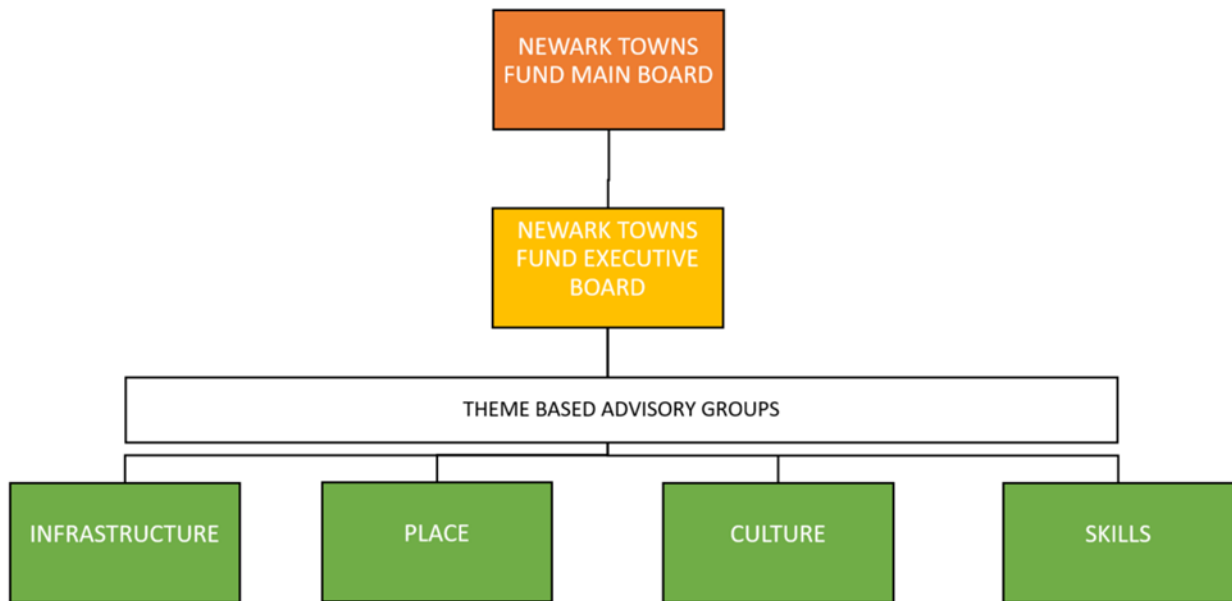 NEWARK TOWNS
FUND MAIN BOARD
NEWARK TOWNS
FUND EXECUTIVE
BOARD
THEME BASED ADVISORY GROUPS
INFRASTRUCTURE
PLACE
CULTURE
SKILLS